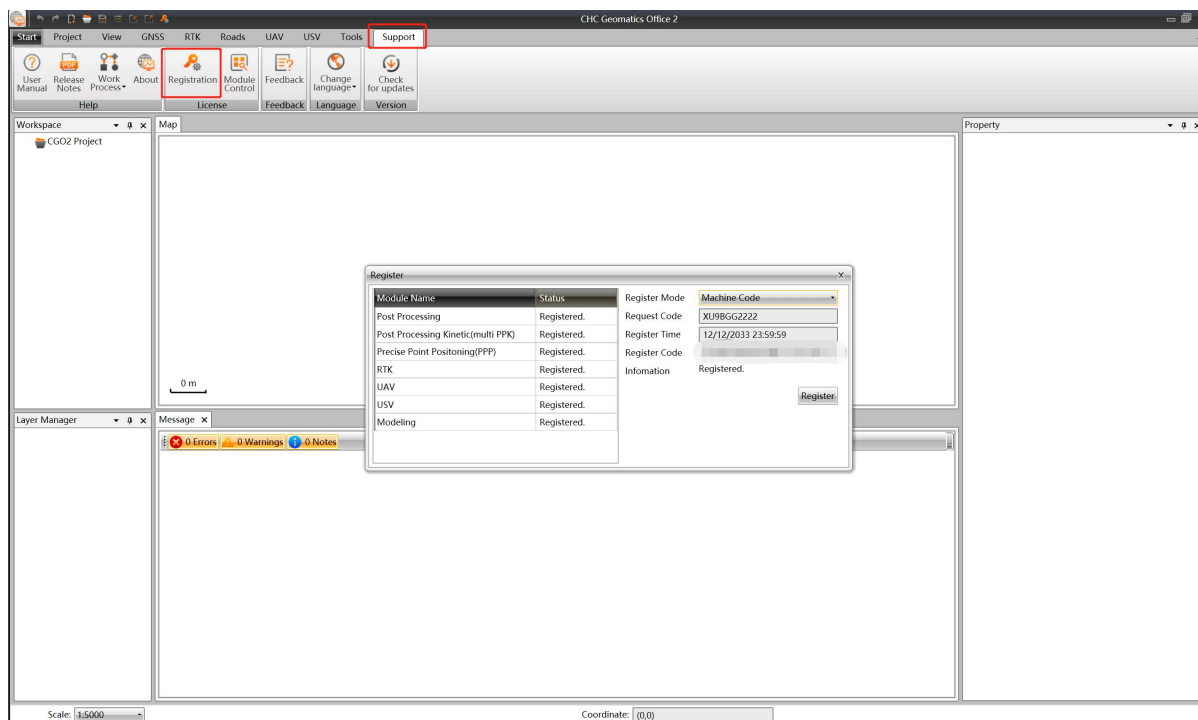 CHC Geomatics Office 2
Start Project View GNSS RTK Roads UAV USV Tools Support
User Manual
Release Notes
Work Process
About
Registration
Module Control
Feedback
Change language
Check for updates
Help License Feedback Language Version
Workspace
CGO2 Project
Map
0 m
Property
Register
Module Name Status
Post Processing Registered.
Post Processing Kinetic(multi PPK) Registered.
Precise Point Positoning(PPP) Registered.
RTK Registered.
UAV Registered.
USV Registered.
Modeling Registered.
Register Mode Machine Code
Request Code XU9BGG2222
Register Time 12/12/2033 23:59:59
Register Code
Infomation Registered.
Register
Layer Manager
Message
0 Errors 0 Warnings 0 Notes
Scale: 1:5000
Coordinate: (0,0)